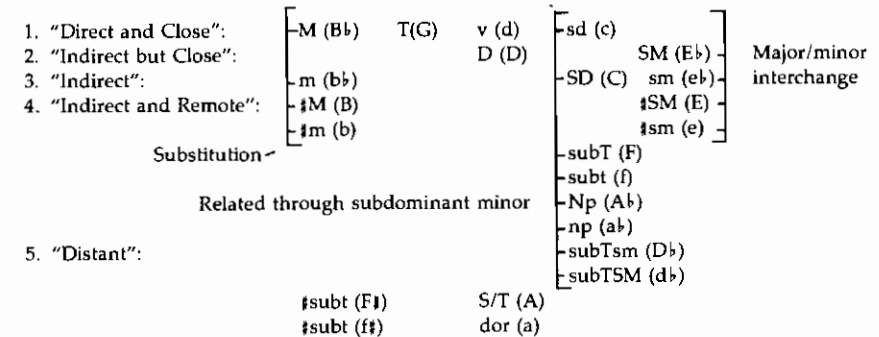 1. "Direct and Close": M (B♭) T(G) v (d) sd (c)
2. "Indirect but Close": D (D) SM (E♭) Major/minor
3. "Indirect": m (b♭) SD (C) sm (e♭) interchange
4. "Indirect and Remote": ♯M (B) ♯SM (E)
♯m (b) ♯sm (e)
Substitution subT (F)
subt (f)
Related through subdominant minor Np (A♭)
np (a♭)
5. "Distant": subTsm (D♭)
subTSM (d♭)
♯subt (F♯) S/T (A)
♯subt (f♯) dor (a)